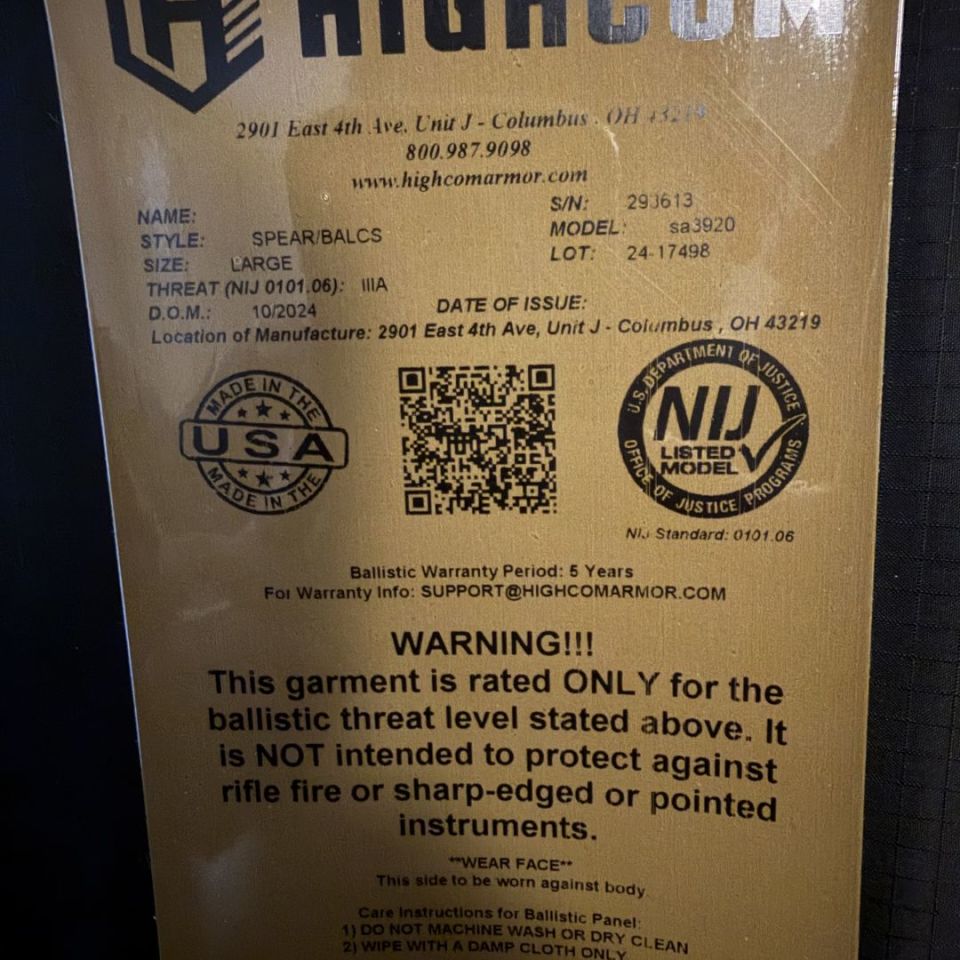 HIGHCOM
2901 East 4th Ave, Unit J - Columbus , OH 43219
800.987.9098
www.highcomarmor.com
NAME:
STYLE: SPEAR/BALCS
SIZE: LARGE
THREAT (NIJ 0101.06): IIIA
D.O.M.: 10/2024
S/N:
MODEL: sa3920
LOT: 24-17498
DATE OF ISSUE:
Location of Manufacture: 2901 East 4th Ave, Unit J - Columbus , OH 43219
MADE IN THE
USA
MADE IN THE
U.S. DEPARTMENT OF JUSTICE
NIJ
LISTED
MODEL
OFFICE OF JUSTICE PROGRAMS
NIJ Standard: 0101.06
Ballistic Warranty Period: 5 Years
For Warranty Info: SUPPORT@HIGHCOMARMOR.COM
WARNING!!!
This garment is rated ONLY for the
ballistic threat level stated above. It
is NOT intended to protect against
rifle fire or sharp-edged or pointed
instruments.
**WEAR FACE**
This side to be worn against body
Care Instructions for Ballistic Panel:
1) DO NOT MACHINE WASH OR DRY CLEAN
2) WIPE WITH A DAMP CLOTH ONLY